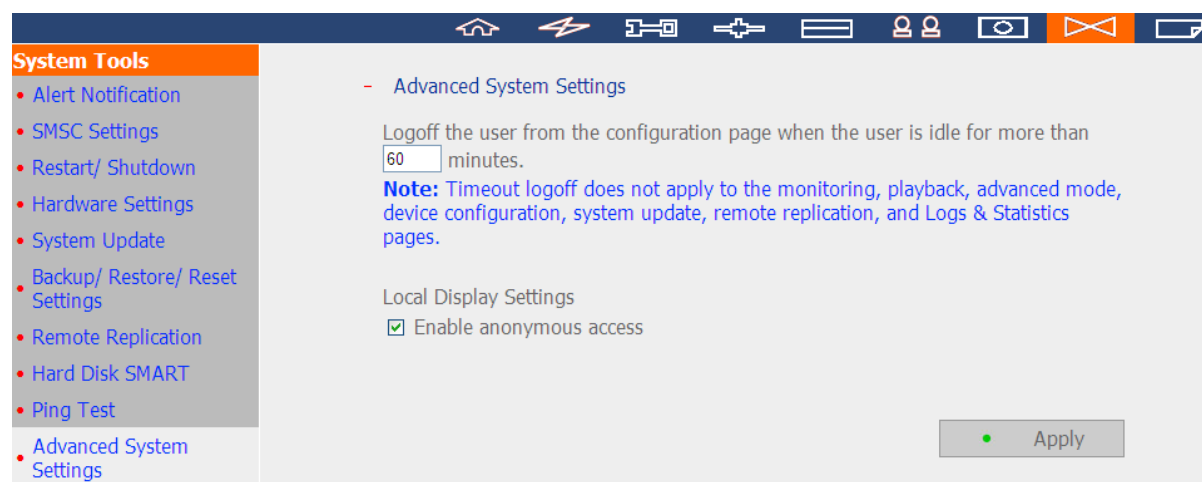 System Tools
Alert Notification
SMSC Settings
Restart/ Shutdown
Hardware Settings
System Update
Backup/ Restore/ Reset
Settings
Remote Replication
Hard Disk SMART
Ping Test
Advanced System
Settings
- Advanced System Settings
Logoff the user from the configuration page when the user is idle for more than
60 minutes.
Note: Timeout logoff does not apply to the monitoring, playback, advanced mode,
device configuration, system update, remote replication, and Logs & Statistics
pages.
Local Display Settings
Enable anonymous access
Apply